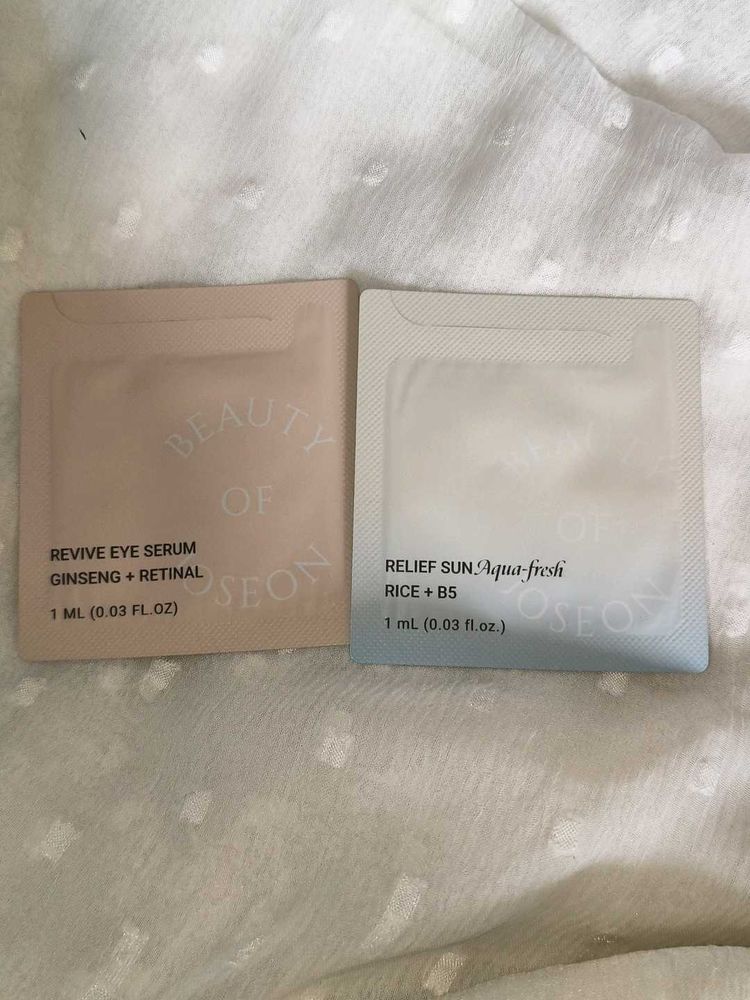 BEAUTY
OF
JOSEON
REVIVE EYE SERUM
GINSENG + RETINAL
1 ML (0.03 FL.OZ)
BEAUTY
OF
JOSEON
RELIEF SUN Aqua-fresh
RICE + B5
1 mL (0.03 fl.oz.)